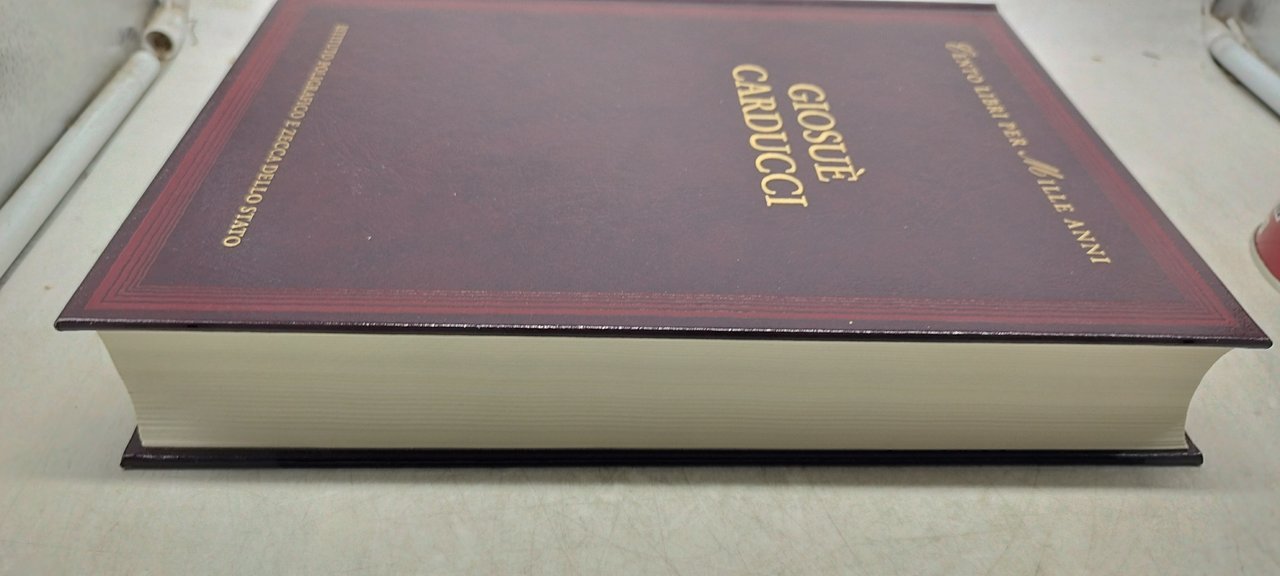 CENTO LIBRI PER MILLE ANNI
GIOSUÈ
CARDUCCI
ISTITUTO POLIGRAFICO E ZECCA DELLO STATO